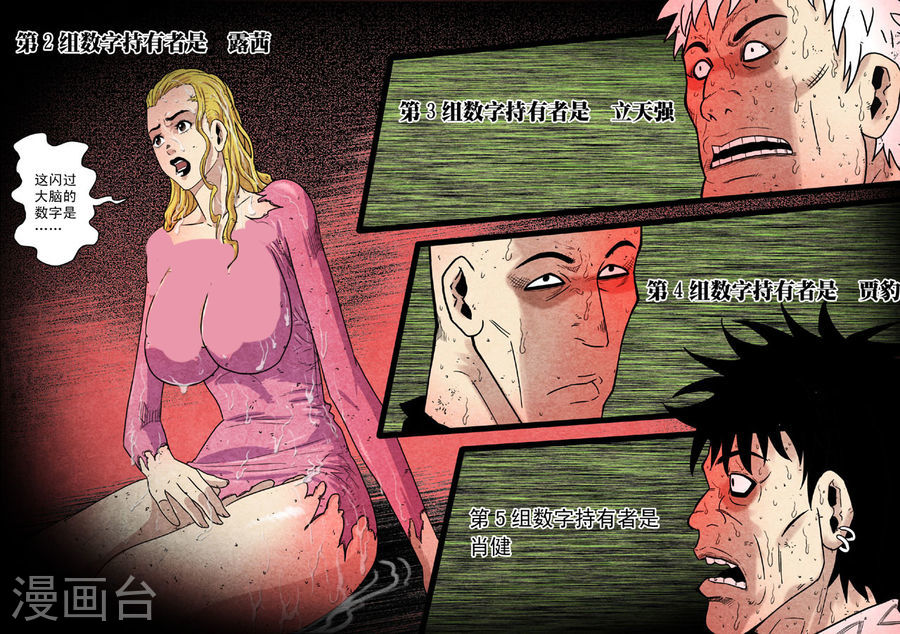 第2组数字持有者是 露茜
这闪过
大脑的
数字是
……
第3组数字持有者是 立天强
第4组数字持有者是 贾豹
第5组数字持有者是
肖健
漫画台